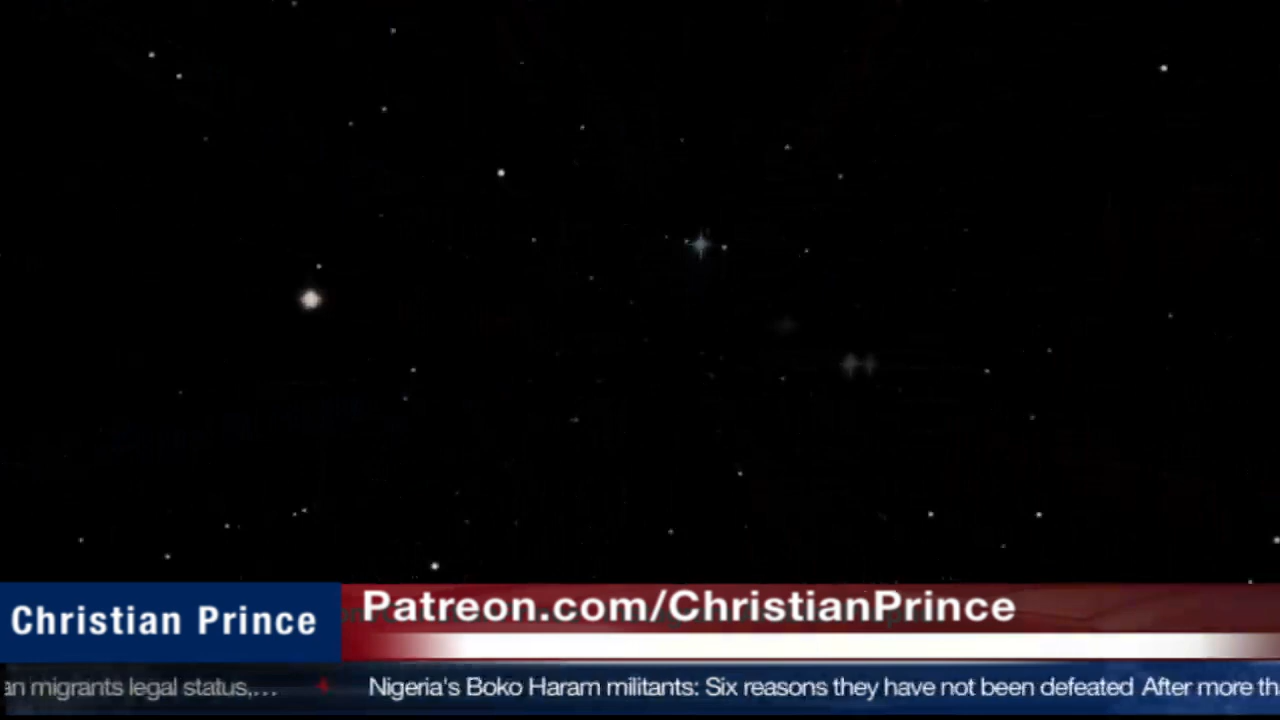 Patreon.com/ChristianPrince
Christian Prince
an migrants legal status,... Nigeria's Boko Haram militants: Six reasons they have not been defeated After more th